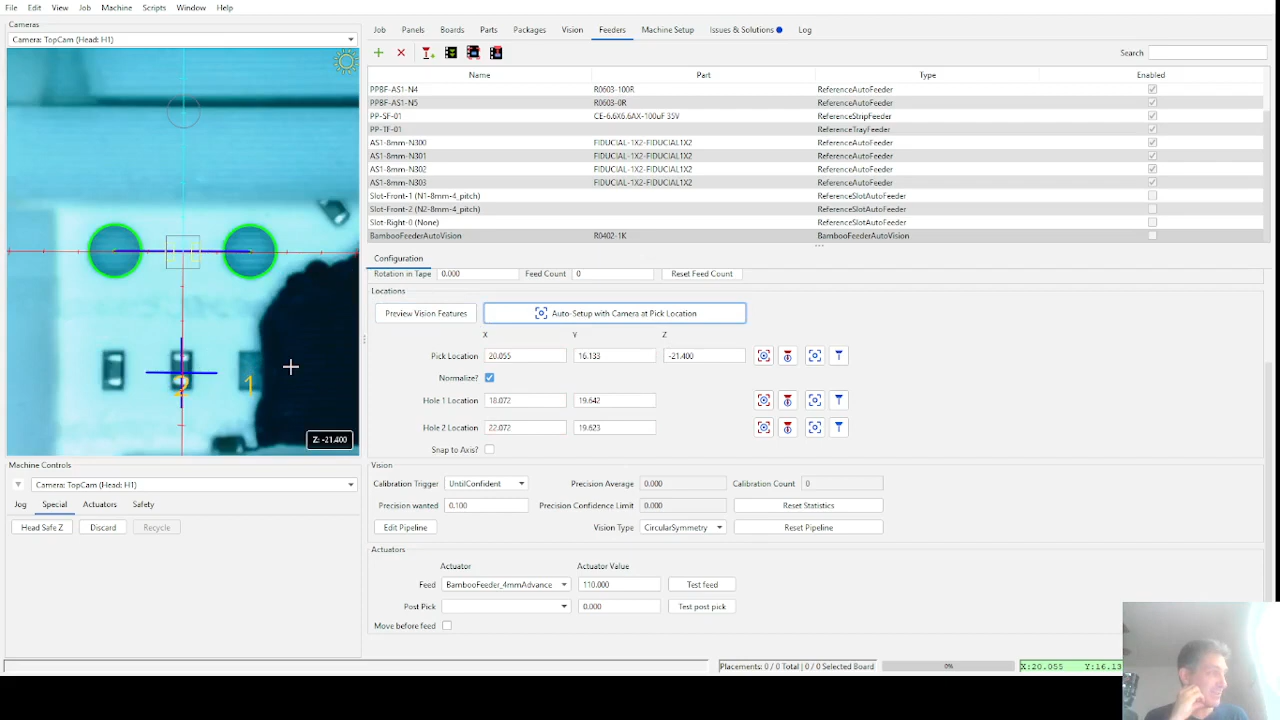 File Edit View Job Machine Scripts Window Help
Cameras
Camera: TopCam (Head: H1)
2 1
Z: -21.400
Machine Controls
Camera: TopCam (Head: H1)
Jog Special Actuators Safety
Head Safe Z Discard Recycle
Job Panels Boards Parts Packages Vision Feeders Machine Setup Issues & Solutions Log
Search
Name Part Type Enabled
PPBF-AS1-N4 R0603-100R ReferenceAutoFeeder
PPBF-AS1-N5 R0603-0R ReferenceAutoFeeder
PP-SF-01 CE-6.6X6.6AX-100uF 35V ReferenceStripFeeder
PP-TF-01 ReferenceTrayFeeder
AS1-8mm-N300 FIDUCIAL-1X2-FIDUCIAL1X2 ReferenceAutoFeeder
AS1-8mm-N301 FIDUCIAL-1X2-FIDUCIAL1X2 ReferenceAutoFeeder
AS1-8mm-N302 FIDUCIAL-1X2-FIDUCIAL1X2 ReferenceAutoFeeder
AS1-8mm-N303 FIDUCIAL-1X2-FIDUCIAL1X2 ReferenceAutoFeeder
Slot-Front-1 (N1-8mm-4_pitch) ReferenceSlotAutoFeeder
Slot-Front-2 (N2-8mm-4_pitch) ReferenceSlotAutoFeeder
Slot-Right-0 (None) ReferenceSlotAutoFeeder
BambooFeederAutoVision R0402-1K BambooFeederAutoVision
Configuration
Rotation in Tape 0.000 Feed Count 0 Reset Feed Count
Locations
Preview Vision Features Auto-Setup with Camera at Pick Location
X Y Z
Pick Location 20.055 16.133 -21.400
Normalize?
Hole 1 Location 18.072 19.642
Hole 2 Location 22.072 19.623
Snap to Axis?
Vision
Calibration Trigger UntilConfident Precision Average 0.000 Calibration Count 0
Precision wanted 0.100 Precision Confidence Limit 0.000 Reset Statistics
Edit Pipeline Vision Type CircularSymmetry Reset Pipeline
Actuators
Actuator Actuator Value
Feed BambooFeeder_4mmAdvance 110.000 Test feed
Post Pick 0.000 Test post pick
Move before feed
Placements: 0 / 0 Total | 0 / 0 Selected Board 0% X:20.055 Y:16.13